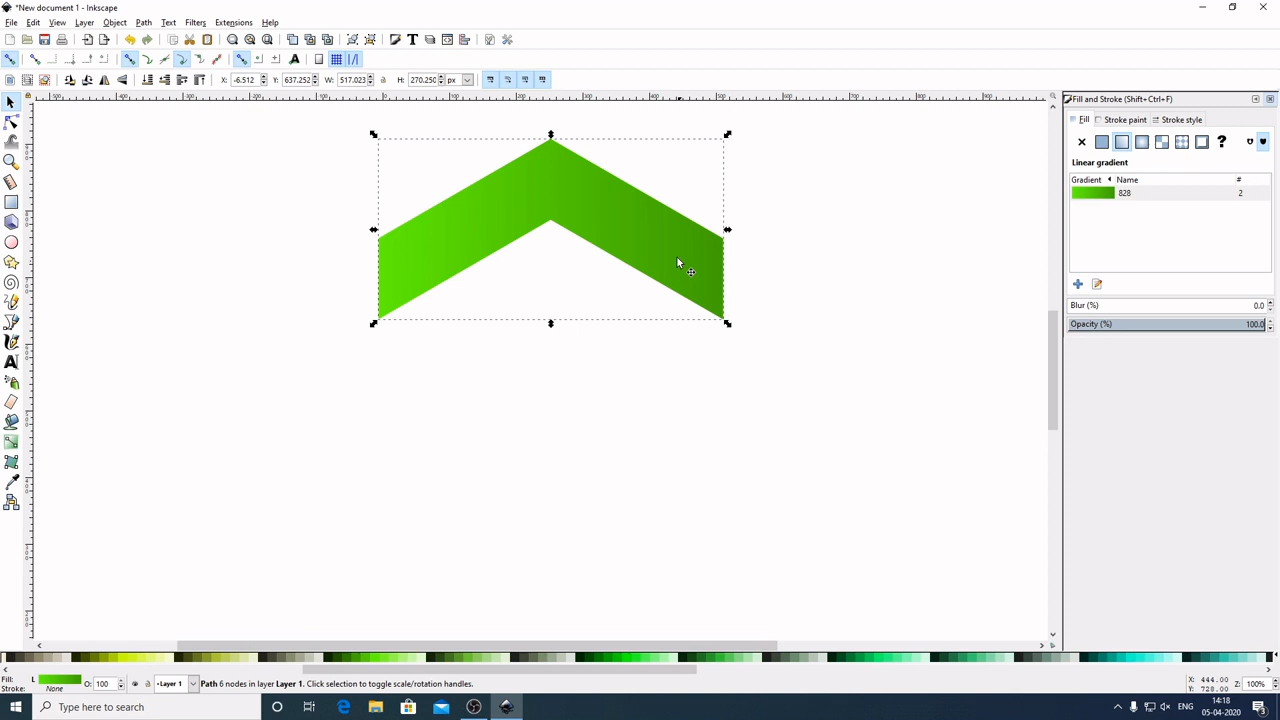 *New document 1 - Inkscape
File Edit View Layer Object Path Text Filters Extensions Help
X: -6.512 Y: 637.252 W: 517.023 H: 270.250 px
Fill and Stroke (Shift+Ctrl+F)
Fill Stroke paint Stroke style
Linear gradient
Gradient Name #
828 2
Blur (%) 0.0
Opacity (%) 100.0
Fill: L O: 100 Layer 1 Path 6 nodes in layer Layer 1. Click selection to toggle scale/rotation handles. X: 444.00 Z: 100%
Stroke: None Y: 728.00
Type here to search
ENG
14:18
05-04-2020